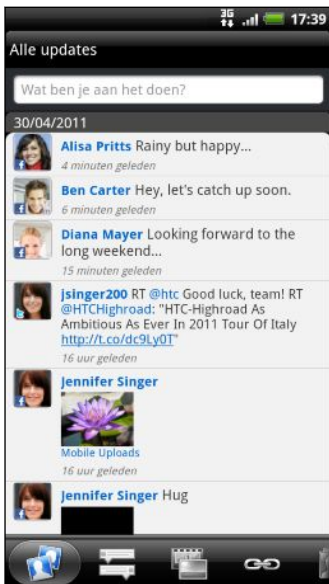 3G
17:39
Alle updates
Wat ben je aan het doen?
30/04/2011
Alisa Pritts Rainy but happy...
4 minuten geleden
Ben Carter Hey, let's catch up soon.
6 minuten geleden
Diana Mayer Looking forward to the
long weekend...
15 minuten geleden
jsinger200 RT @htc Good luck, team! RT
@HTCHighroad: "HTC-Highroad As
Ambitious As Ever In 2011 Tour Of Italy
http://t.co/dc9Ly0T"
16 uur geleden
Jennifer Singer
Mobile Uploads
16 uur geleden
Jennifer Singer Hug